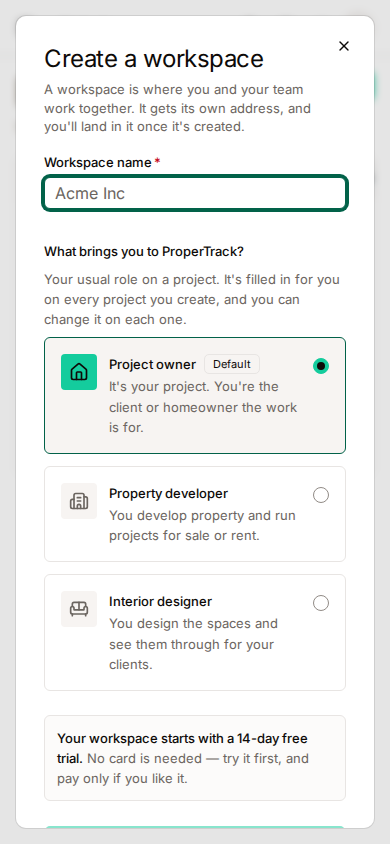 Create a workspace
A workspace is where you and your team
work together. It gets its own address, and
you'll land in it once it's created.
Workspace name *
Acme Inc
What brings you to ProperTrack?
Your usual role on a project. It's filled in for you
on every project you create, and you can
change it on each one.
Project owner Default
It's your project. You're the
client or homeowner the work
is for.
Property developer
You develop property and run
projects for sale or rent.
Interior designer
You design the spaces and
see them through for your
clients.
Your workspace starts with a 14-day free
trial. No card is needed — try it first, and
pay only if you like it.